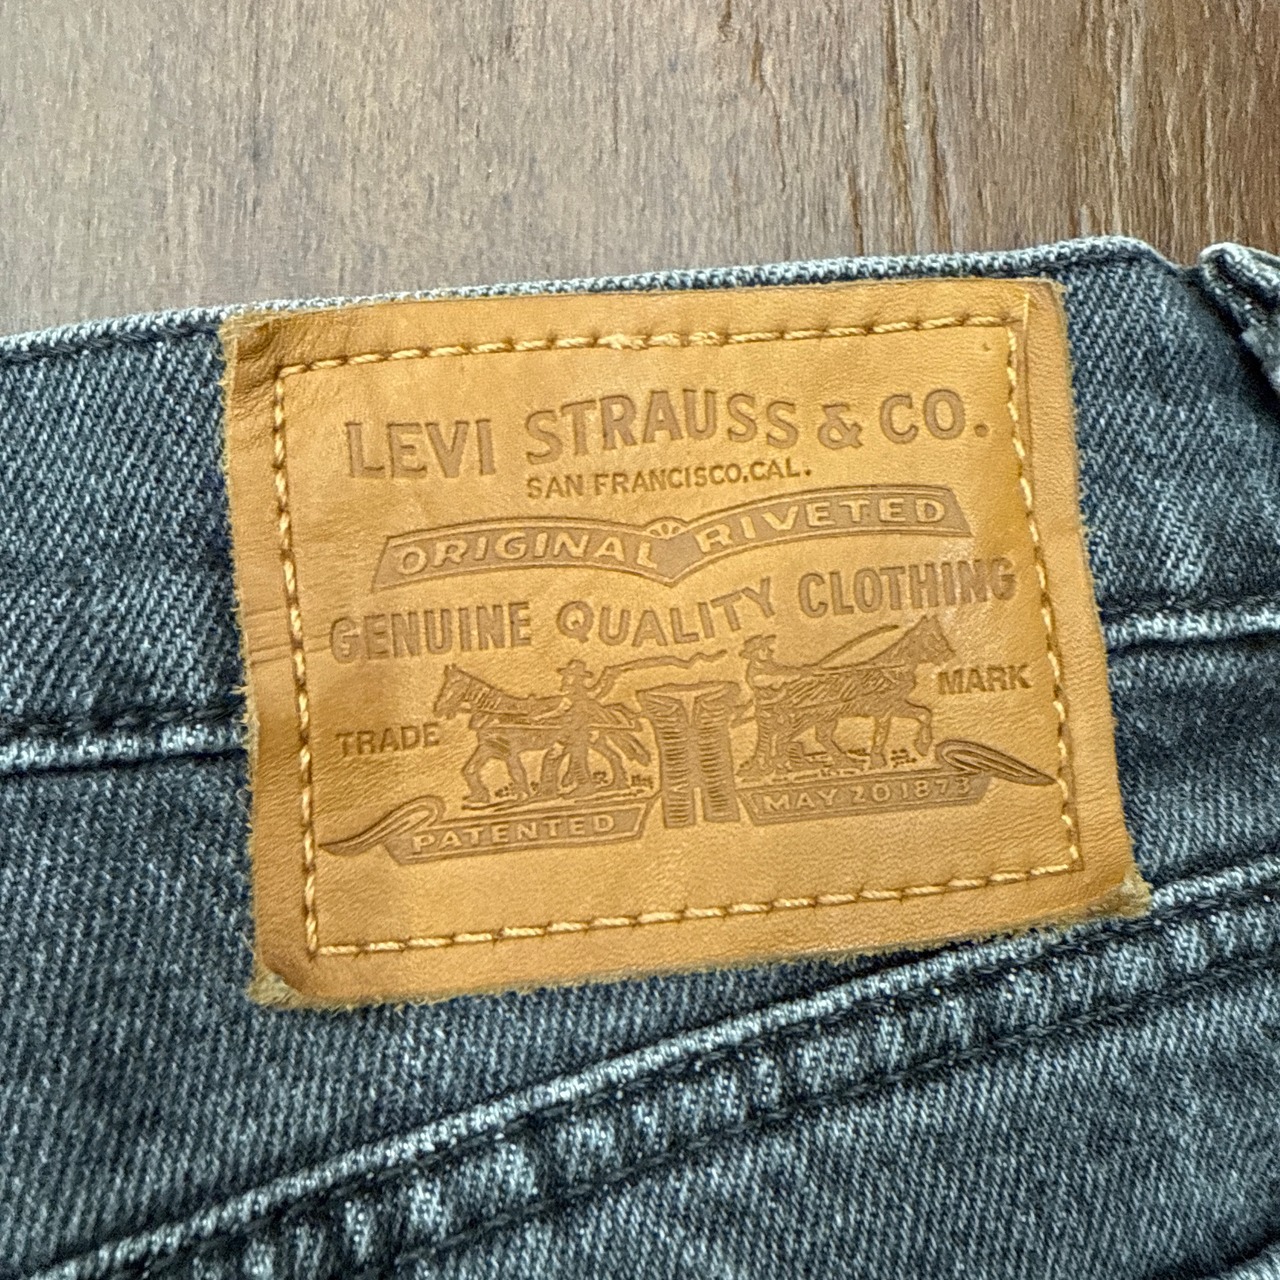 LEVI STRAUSS & CO.
SAN FRANCISCO, CAL.
ORIGINAL RIVETED
GENUINE QUALITY CLOTHING
TRADE MARK
PATENTED MAY 20 1873